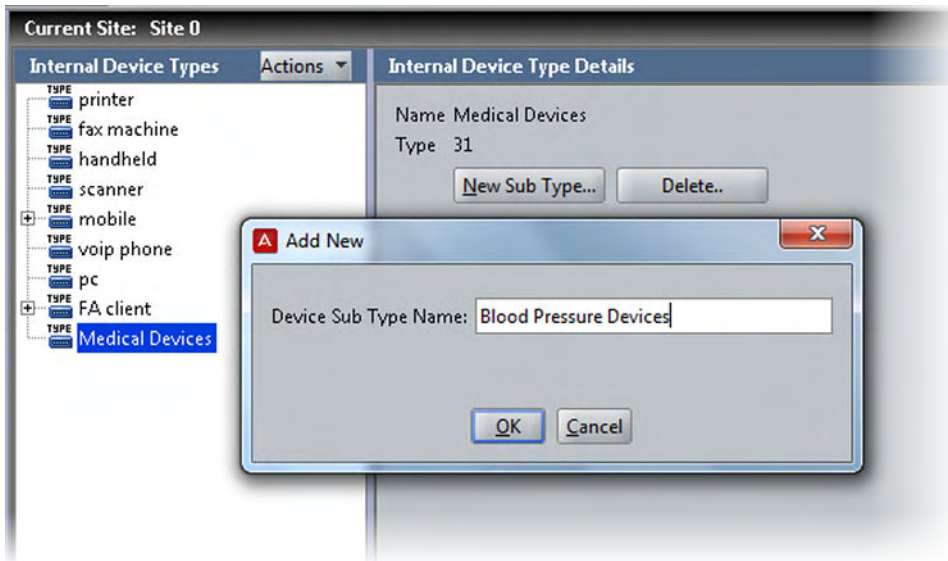 Current Site: Site 0
Internal Device Types
Actions
Internal Device Type Details
TYPE
printer
TYPE
fax machine
TYPE
handheld
TYPE
scanner
TYPE
mobile
TYPE
voip phone
TYPE
pc
TYPE
FA client
TYPE
Medical Devices
Name Medical Devices
Type 31
New Sub Type...
Delete..
Add New
Device Sub Type Name: Blood Pressure Devices
OK
Cancel